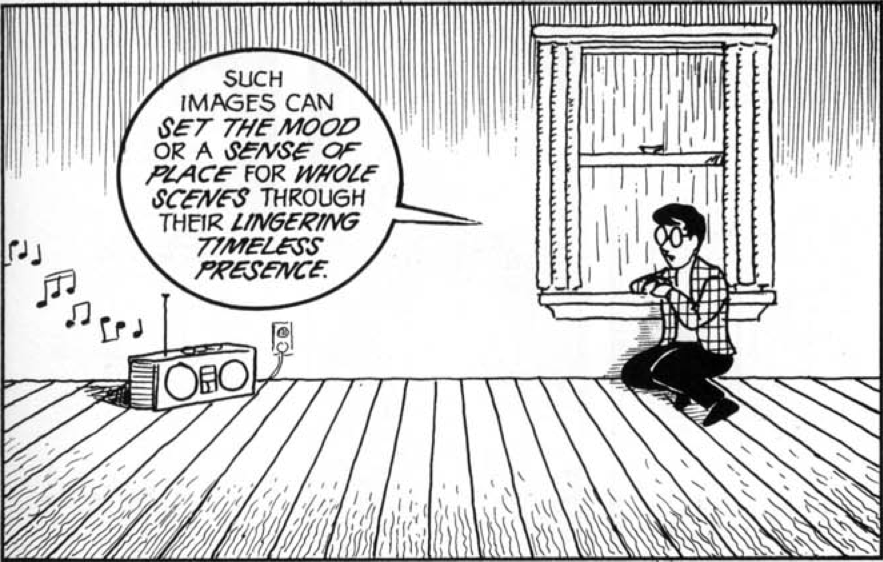 SUCH
IMAGES CAN
SET THE MOOD
OR A SENSE OF
PLACE FOR WHOLE
SCENES THROUGH
THEIR LINGERING
TIMELESS
PRESENCE.